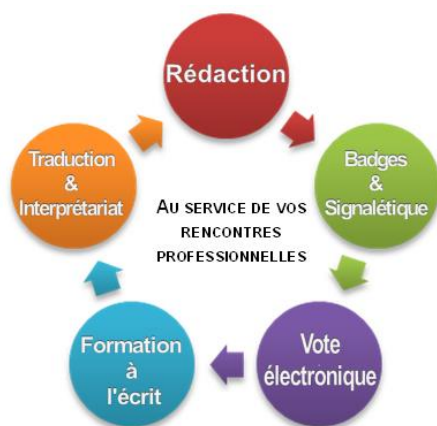 Rédaction
Badges
&
Signalétique
Vote
électronique
Formation
à
l'écrit
Traduction
&
Interprétariat
AU SERVICE DE VOS
RENCONTRES
PROFESSIONNELLES